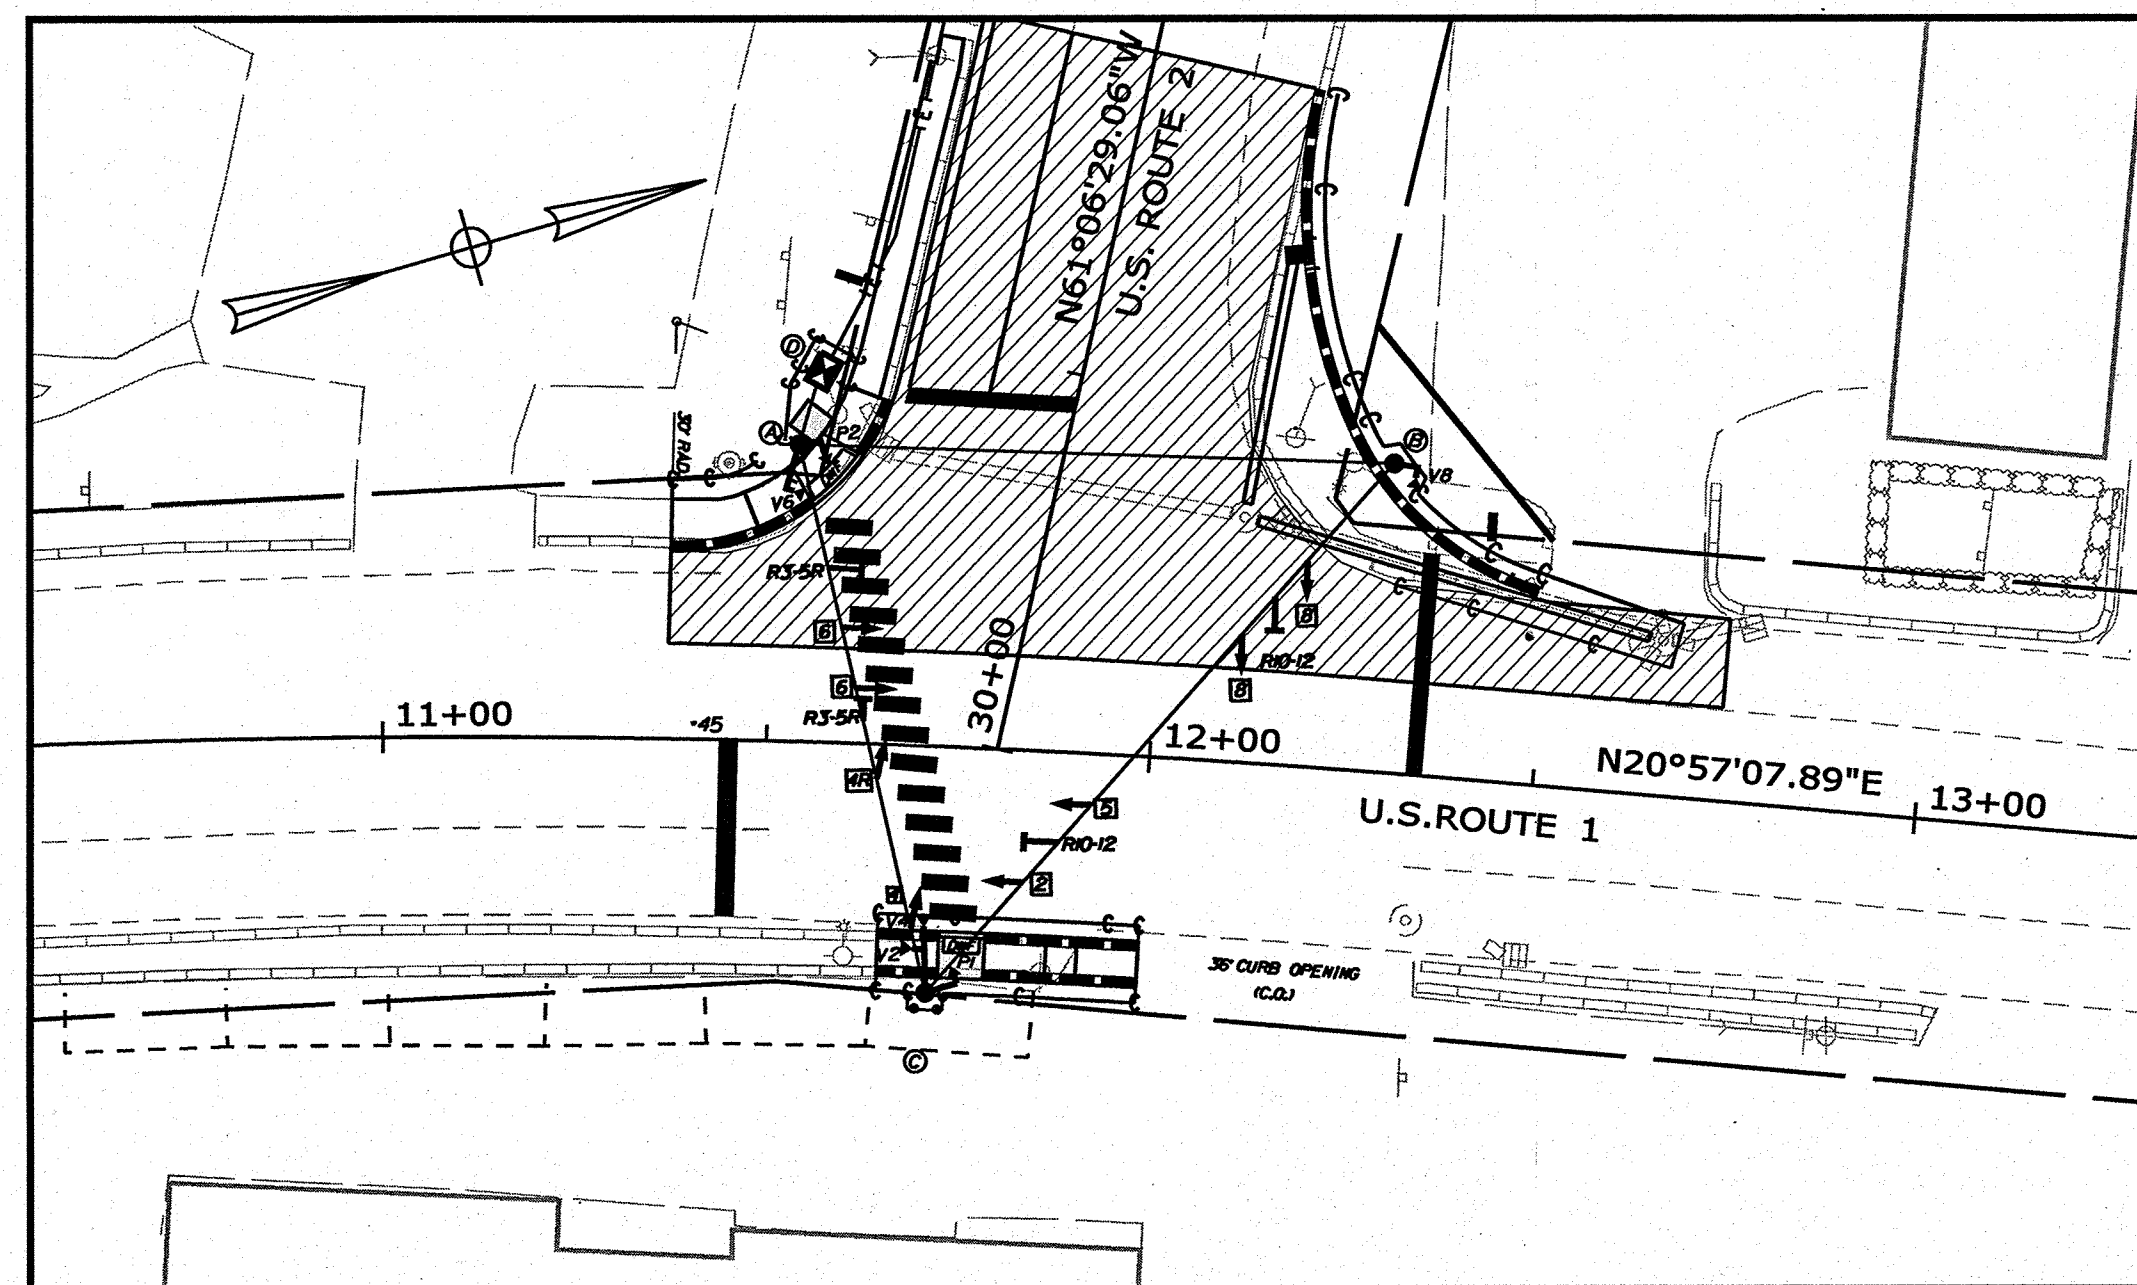 N61°06'29.06"W
U.S. ROUTE 2
D
A
P2
30' RAD.
V6
B
V8
R3-5R
6
8
R10-12
6
8
R3-5R
30+00
11+00
+45
12+00
N20°57'07.89"E
13+00
4R
5
U.S.ROUTE 1
R10-12
4
2
V4
V2
P1
36' CURB OPENING
(C.O.)
C